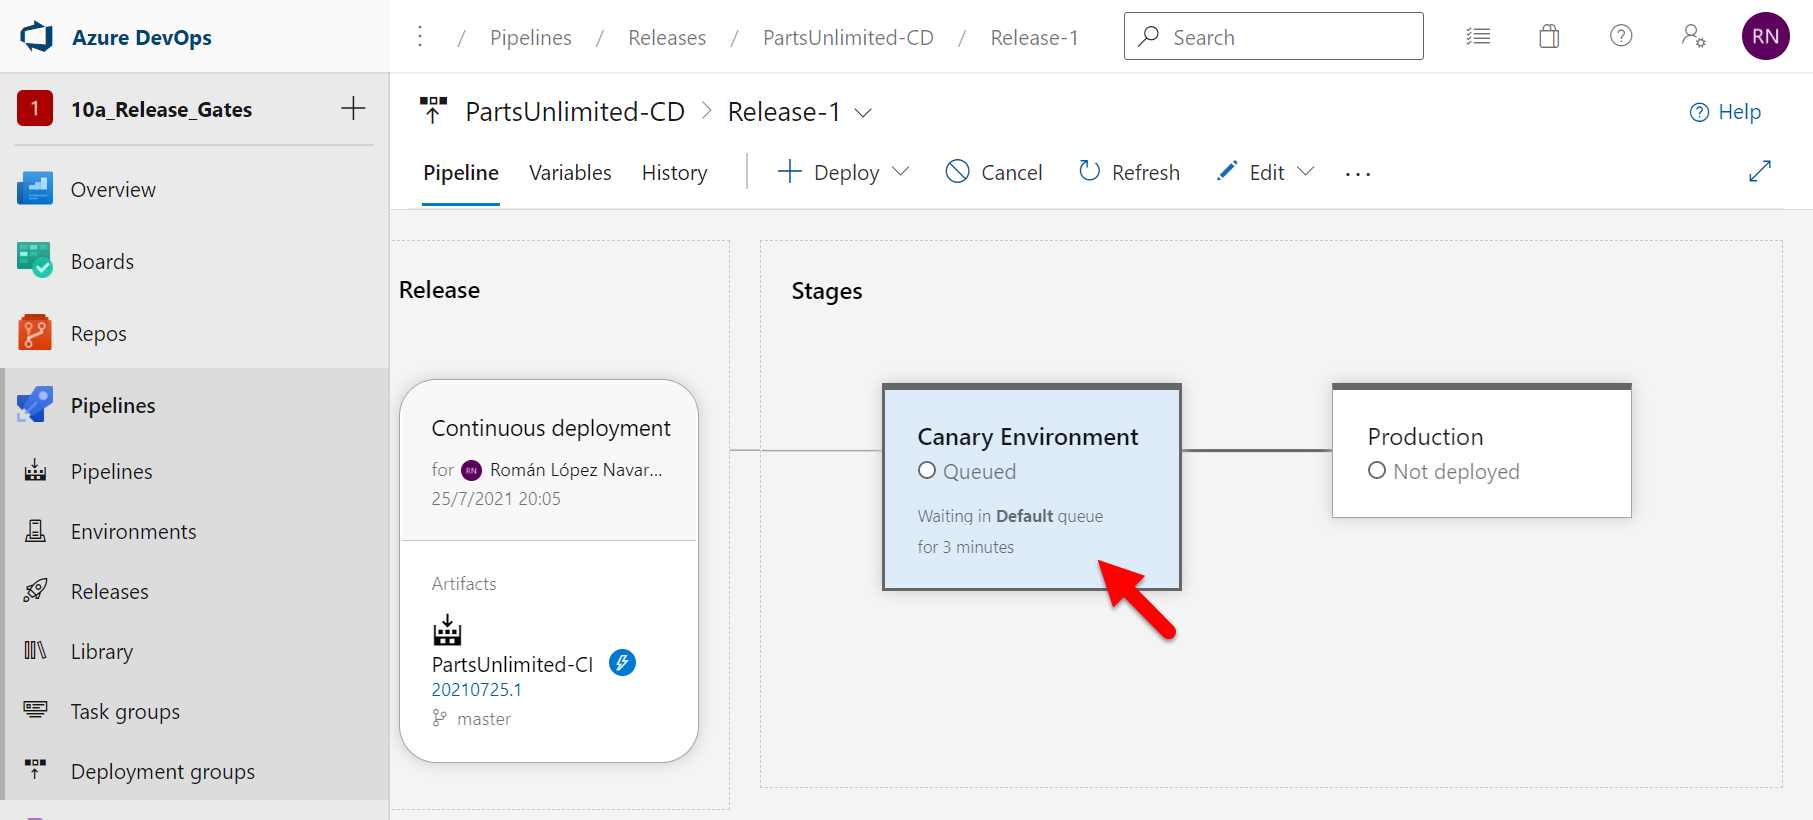 Azure DevOps
/ Pipelines / Releases / PartsUnlimited-CD / Release-1
Search
RN
1 10a_Release_Gates
Overview
Boards
Repos
Pipelines
Pipelines
Environments
Releases
Library
Task groups
Deployment groups
PartsUnlimited-CD > Release-1
Help
Pipeline Variables History Deploy Cancel Refresh Edit ...
Release
Continuous deployment
for RN Román López Navar...
25/7/2021 20:05
Artifacts
PartsUnlimited-CI
20210725.1
master
Stages
Canary Environment
Queued
Waiting in Default queue
for 3 minutes
Production
Not deployed